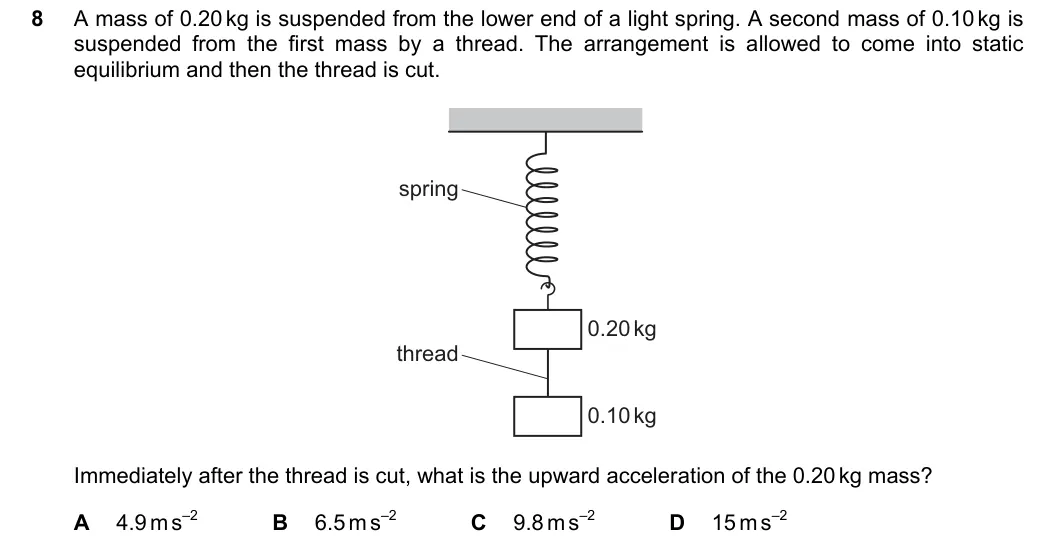 8 A mass of 0.20 kg is suspended from the lower end of a light spring. A second mass of 0.10 kg is
suspended from the first mass by a thread. The arrangement is allowed to come into static
equilibrium and then the thread is cut.
spring
0.20 kg
thread
0.10 kg
Immediately after the thread is cut, what is the upward acceleration of the 0.20 kg mass?
A 4.9 m s⁻² B 6.5 m s⁻² C 9.8 m s⁻² D 15 m s⁻²